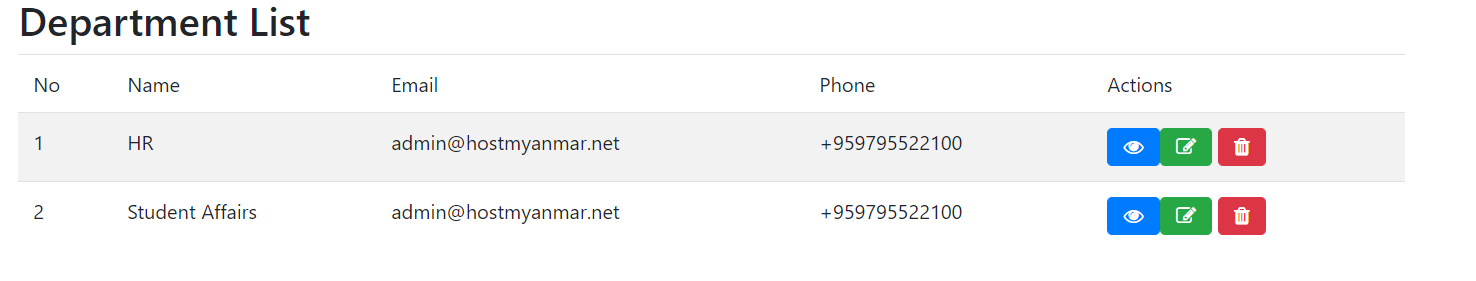 Department List
No Name Email Phone Actions
1 HR admin@hostmyanmar.net +959795522100
2 Student Affairs admin@hostmyanmar.net +959795522100